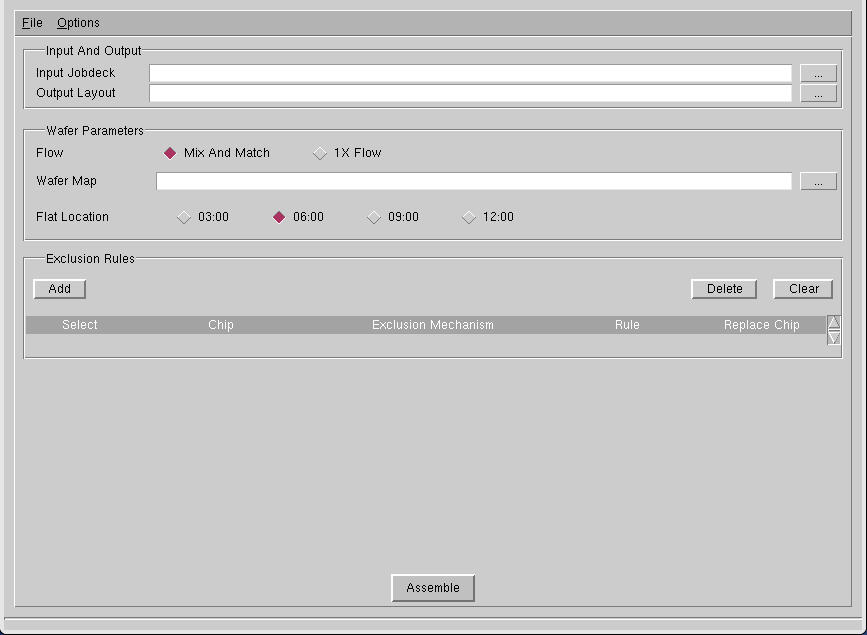 File Options
Input And Output
Input Jobdeck ...
Output Layout ...
Wafer Parameters
Flow Mix And Match 1X Flow
Wafer Map ...
Flat Location 03:00 06:00 09:00 12:00
Exclusion Rules
Add Delete Clear
Select Chip Exclusion Mechanism Rule Replace Chip
Assemble